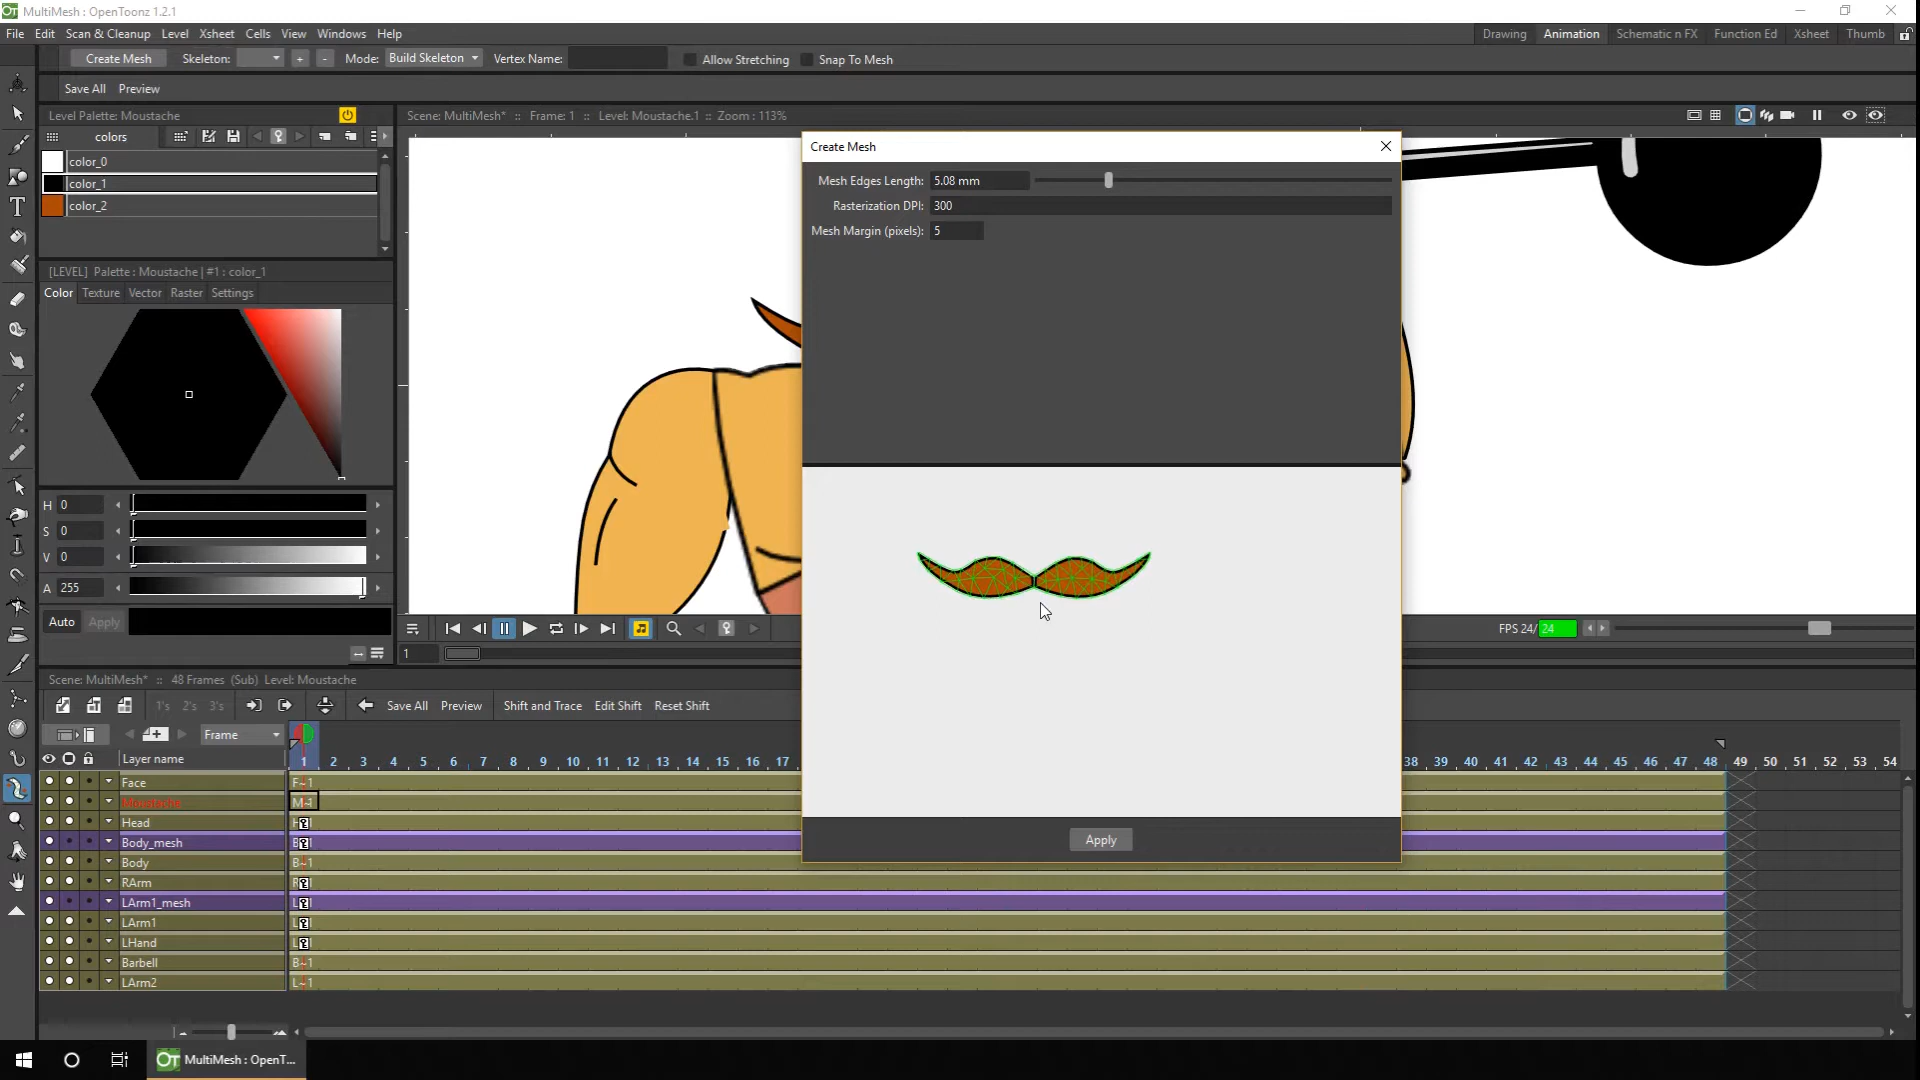 MultiMesh : OpenToonz 1.2.1
File Edit Scan & Cleanup Level Xsheet Cells View Windows Help
Drawing Animation Schematic n FX Function Ed Xsheet Thumb
Create Mesh Skeleton: + - Mode: Build Skeleton Vertex Name: Allow Stretching Snap To Mesh
Save All Preview
Level Palette: Moustache
Scene: MultiMesh* :: Frame: 1 :: Level: Moustache.1 :: Zoom : 113%
colors
color_0
color_1
color_2
[LEVEL] Palette : Moustache | #1 : color_1
Color Texture Vector Raster Settings
H 0
S 0
V 0
A 255
Auto Apply
Create Mesh
Mesh Edges Length: 5.08 mm
Rasterization DPI: 300
Mesh Margin (pixels): 5
Apply
FPS 24/ 24
1
Scene: MultiMesh* :: 48 Frames (Sub) Level: Moustache
1's 2's 3's Save All Preview Shift and Trace Edit Shift Reset Shift
Frame
Layer name 1 2 3 4 5 6 7 8 9 10 11 12 13 14 15 16 17 38 39 40 41 42 43 44 45 46 47 48 49 50 51 52 53 54
Face F~1
Moustache M~1
Head
Body_mesh
Body B~1
RArm
LArm1_mesh
LArm1
LHand
Barbell B~1
LArm2 L~1
MultiMesh : OpenT...